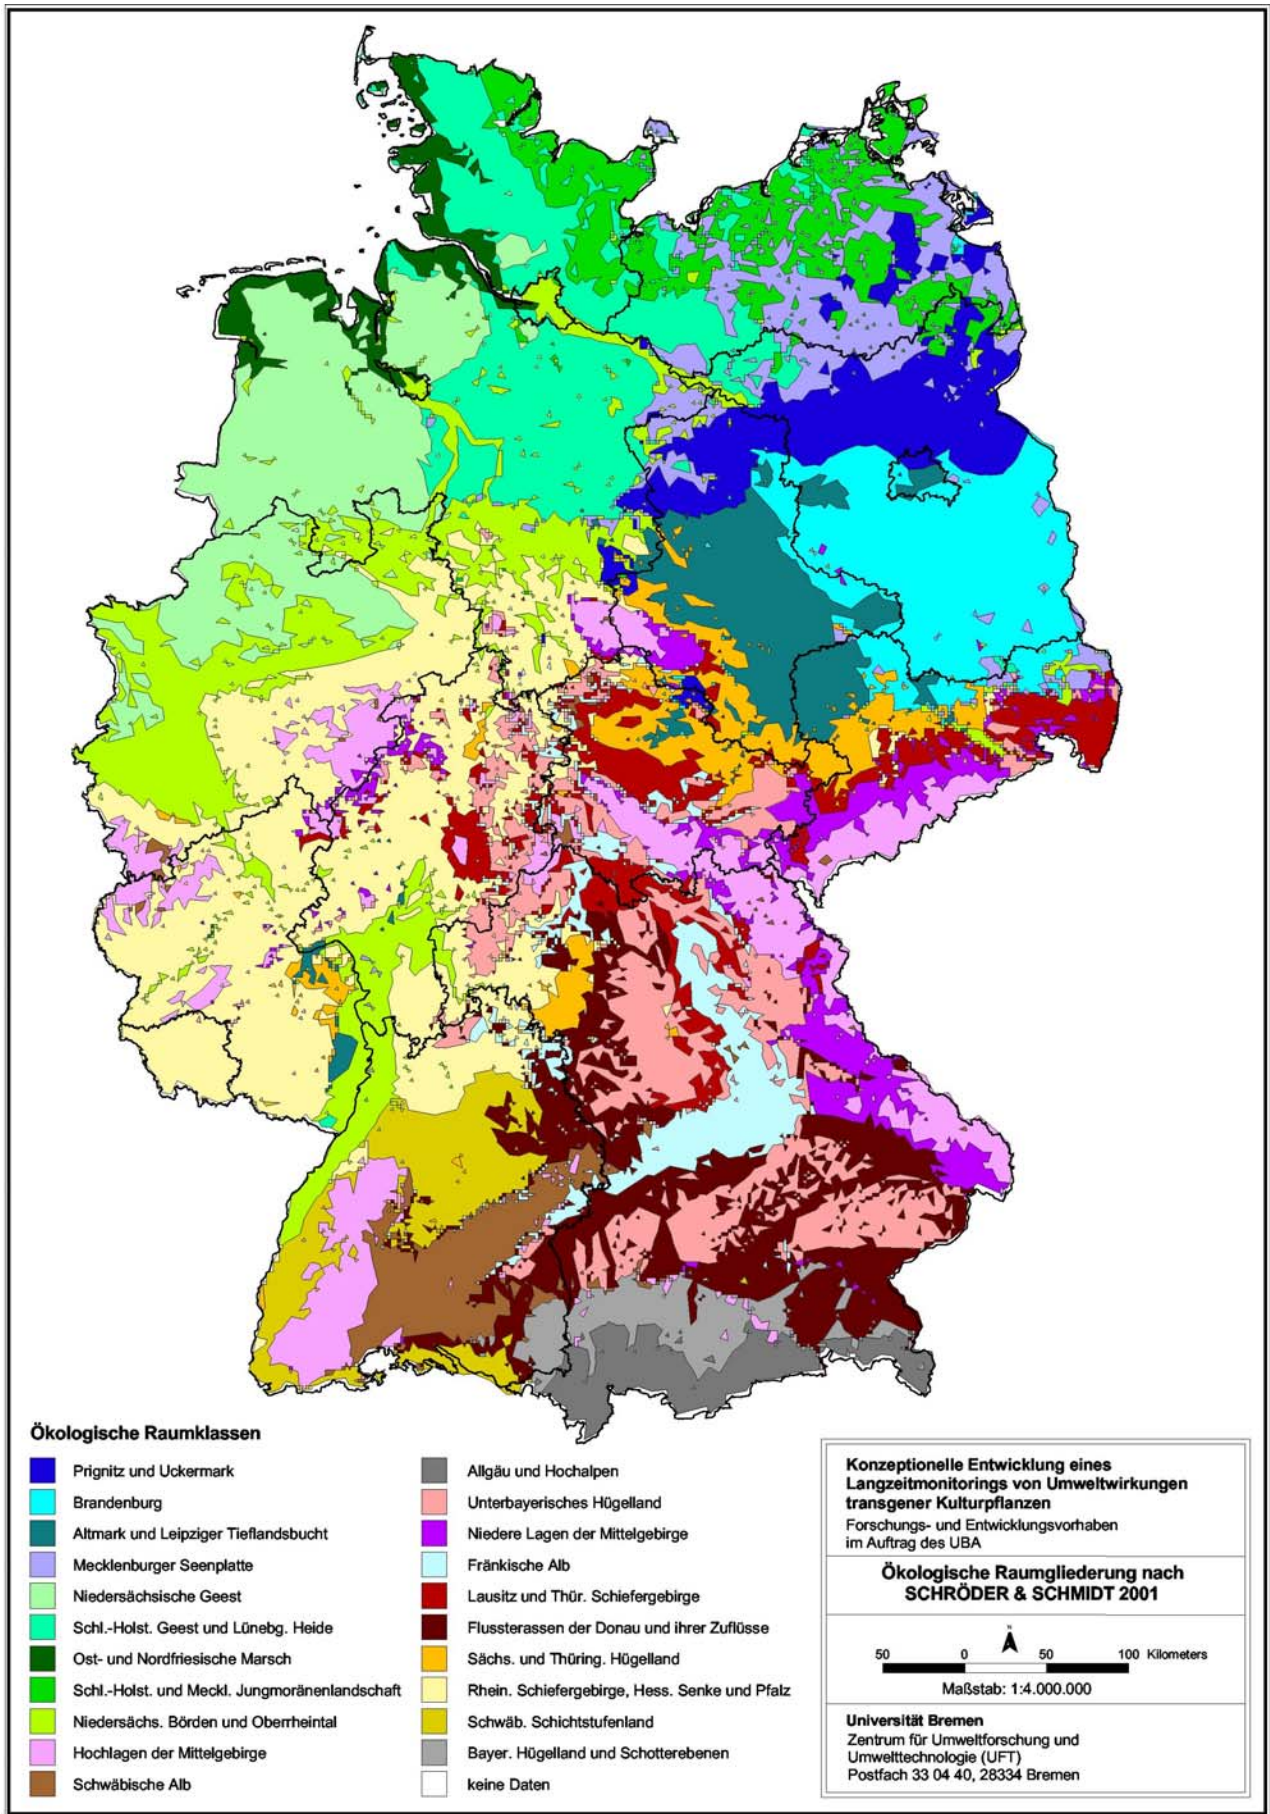 Ökologische Raumklassen
Prignitz und Uckermark
Brandenburg
Altmark und Leipziger Tieflandsbucht
Mecklenburger Seenplatte
Niedersächsische Geest
Schl.-Holst. Geest und Lünebg. Heide
Ost- und Nordfriesische Marsch
Schl.-Holst. und Meckl. Jungmoränenlandschaft
Niedersächs. Börden und Oberrheintal
Hochlagen der Mittelgebirge
Schwäbische Alb
Allgäu und Hochalpen
Unterbayerisches Hügelland
Niedere Lagen der Mittelgebirge
Fränkische Alb
Lausitz und Thür. Schiefergebirge
Flussterassen der Donau und ihrer Zuflüsse
Sächs. und Thüring. Hügelland
Rhein. Schiefergebirge, Hess. Senke und Pfalz
Schwäb. Schichtstufenland
Bayer. Hügelland und Schotterebenen
keine Daten
Konzeptionelle Entwicklung eines
Langzeitmonitorings von Umweltwirkungen
transgener Kulturpflanzen
Forschungs- und Entwicklungsvorhaben
im Auftrag des UBA
Ökologische Raumgliederung nach
SCHRÖDER & SCHMIDT 2001
N
50 0 50 100 Kilometers
Maßstab: 1:4.000.000
Universität Bremen
Zentrum für Umweltforschung und
Umwelttechnologie (UFT)
Postfach 33 04 40, 28334 Bremen